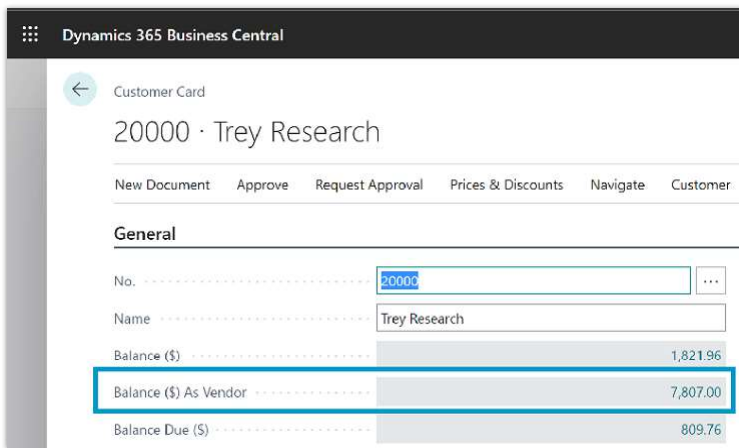 Dynamics 365 Business Central
Customer Card
20000 · Trey Research
New Document Approve Request Approval Prices & Discounts Navigate Customer
General
No. 20000 ...
Name Trey Research
Balance ($) 1,821.96
Balance ($) As Vendor 7,807.00
Balance Due ($) 809.76